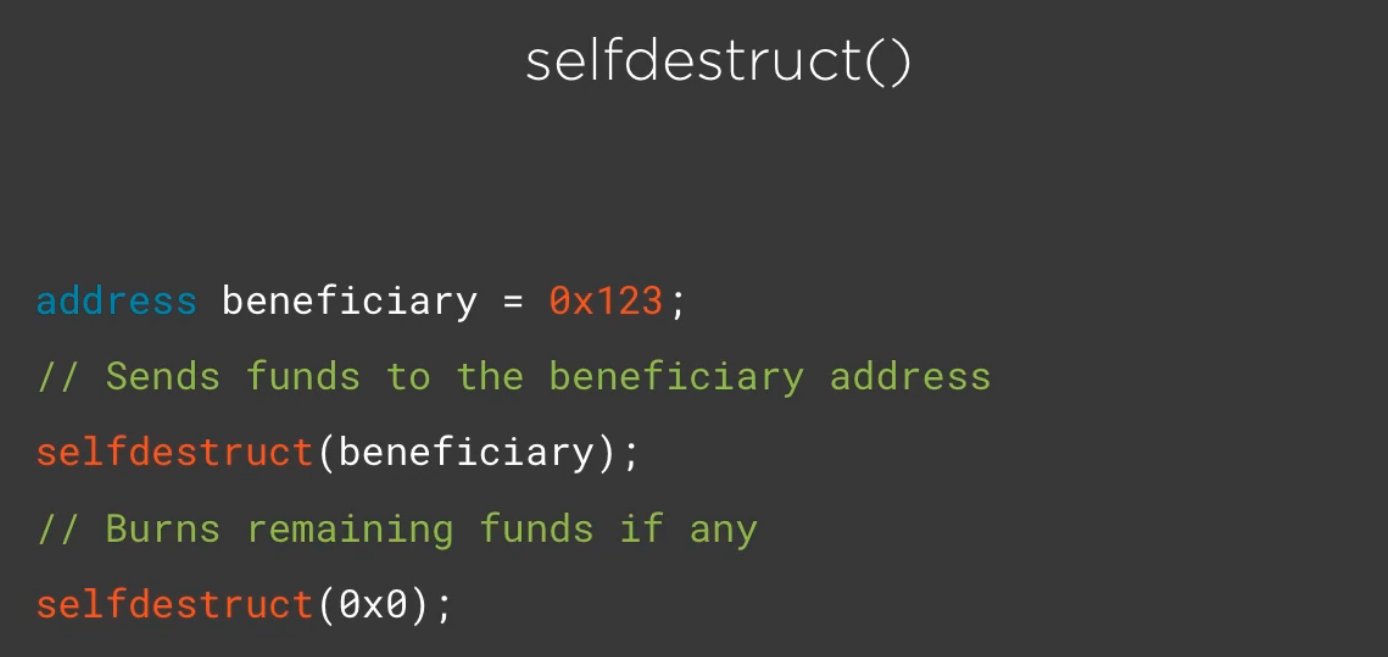 selfdestruct()
address beneficiary = 0x123;
// Sends funds to the beneficiary address
selfdestruct(beneficiary);
// Burns remaining funds if any
selfdestruct(0x0);